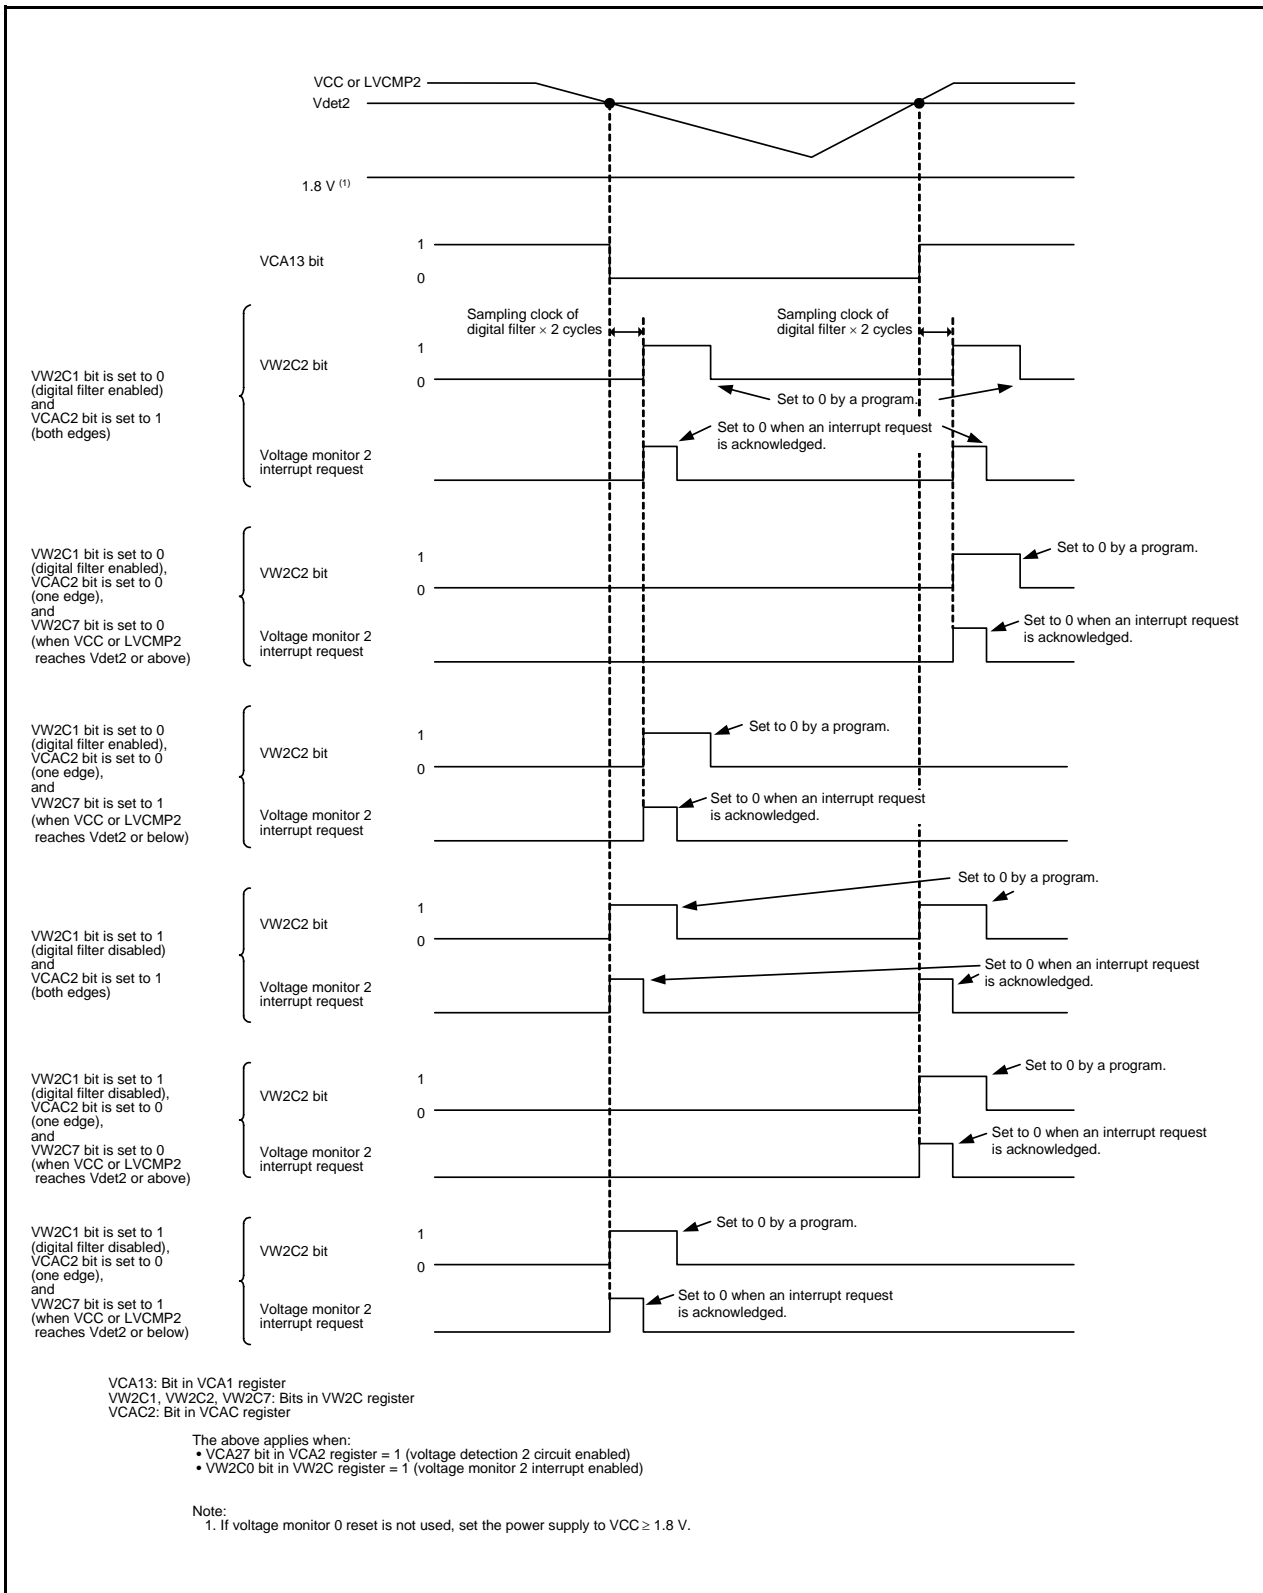 VCC or LVCMP2
Vdet2
1.8 V (1)
VCA13 bit
1
0
VW2C1 bit is set to 0
(digital filter enabled)
and
VCAC2 bit is set to 1
(both edges)
Sampling clock of
digital filter × 2 cycles
Sampling clock of
digital filter × 2 cycles
VW2C2 bit
1
0
Set to 0 by a program.
Voltage monitor 2
interrupt request
Set to 0 when an interrupt request
is acknowledged.
VW2C1 bit is set to 0
(digital filter enabled),
VCAC2 bit is set to 0
(one edge),
and
VW2C7 bit is set to 0
(when VCC or LVCMP2
reaches Vdet2 or above)
VW2C2 bit
1
0
Set to 0 by a program.
Voltage monitor 2
interrupt request
Set to 0 when an interrupt request
is acknowledged.
VW2C1 bit is set to 0
(digital filter enabled),
VCAC2 bit is set to 0
(one edge),
and
VW2C7 bit is set to 1
(when VCC or LVCMP2
reaches Vdet2 or below)
VW2C2 bit
1
0
Set to 0 by a program.
Voltage monitor 2
interrupt request
Set to 0 when an interrupt request
is acknowledged.
VW2C1 bit is set to 1
(digital filter disabled)
and
VCAC2 bit is set to 1
(both edges)
VW2C2 bit
1
0
Set to 0 by a program.
Voltage monitor 2
interrupt request
Set to 0 when an interrupt request
is acknowledged.
VW2C1 bit is set to 1
(digital filter disabled),
VCAC2 bit is set to 0
(one edge),
and
VW2C7 bit is set to 0
(when VCC or LVCMP2
reaches Vdet2 or above)
VW2C2 bit
1
0
Set to 0 by a program.
Voltage monitor 2
interrupt request
Set to 0 when an interrupt request
is acknowledged.
VW2C1 bit is set to 1
(digital filter disabled),
VCAC2 bit is set to 0
(one edge),
and
VW2C7 bit is set to 1
(when VCC or LVCMP2
reaches Vdet2 or below)
VW2C2 bit
1
0
Set to 0 by a program.
Voltage monitor 2
interrupt request
Set to 0 when an interrupt request
is acknowledged.
VCA13: Bit in VCA1 register
VW2C1, VW2C2, VW2C7: Bits in VW2C register
VCAC2: Bit in VCAC register
The above applies when:
• VCA27 bit in VCA2 register = 1 (voltage detection 2 circuit enabled)
• VW2C0 bit in VW2C register = 1 (voltage monitor 2 interrupt enabled)
Note:
1. If voltage monitor 0 reset is not used, set the power supply to VCC ≥ 1.8 V.